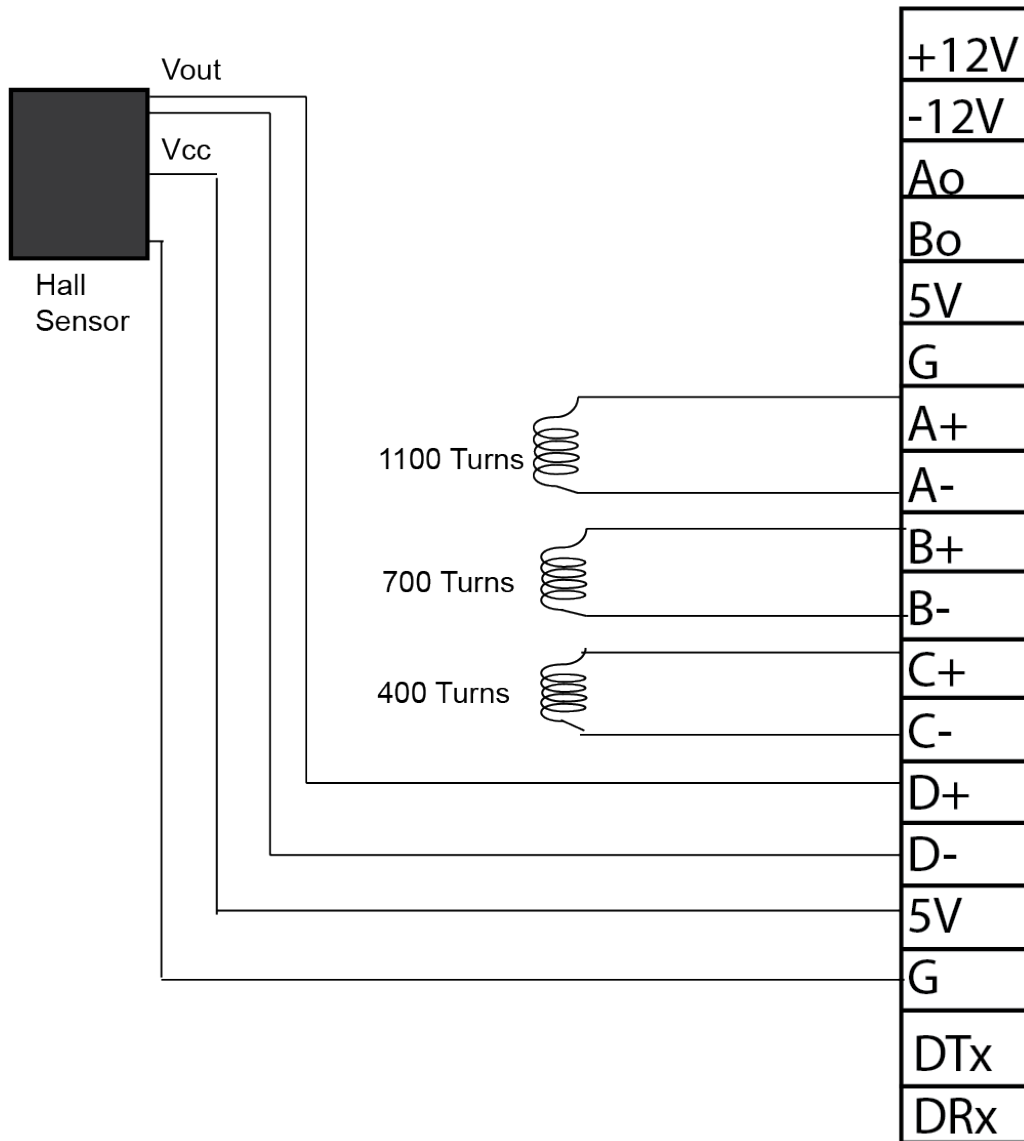 Vout
Vcc
Hall
Sensor
1100 Turns
700 Turns
400 Turns
+12V
-12V
Ao
Bo
5V
G
A+
A-
B+
B-
C+
C-
D+
D-
5V
G
DTx
DRx